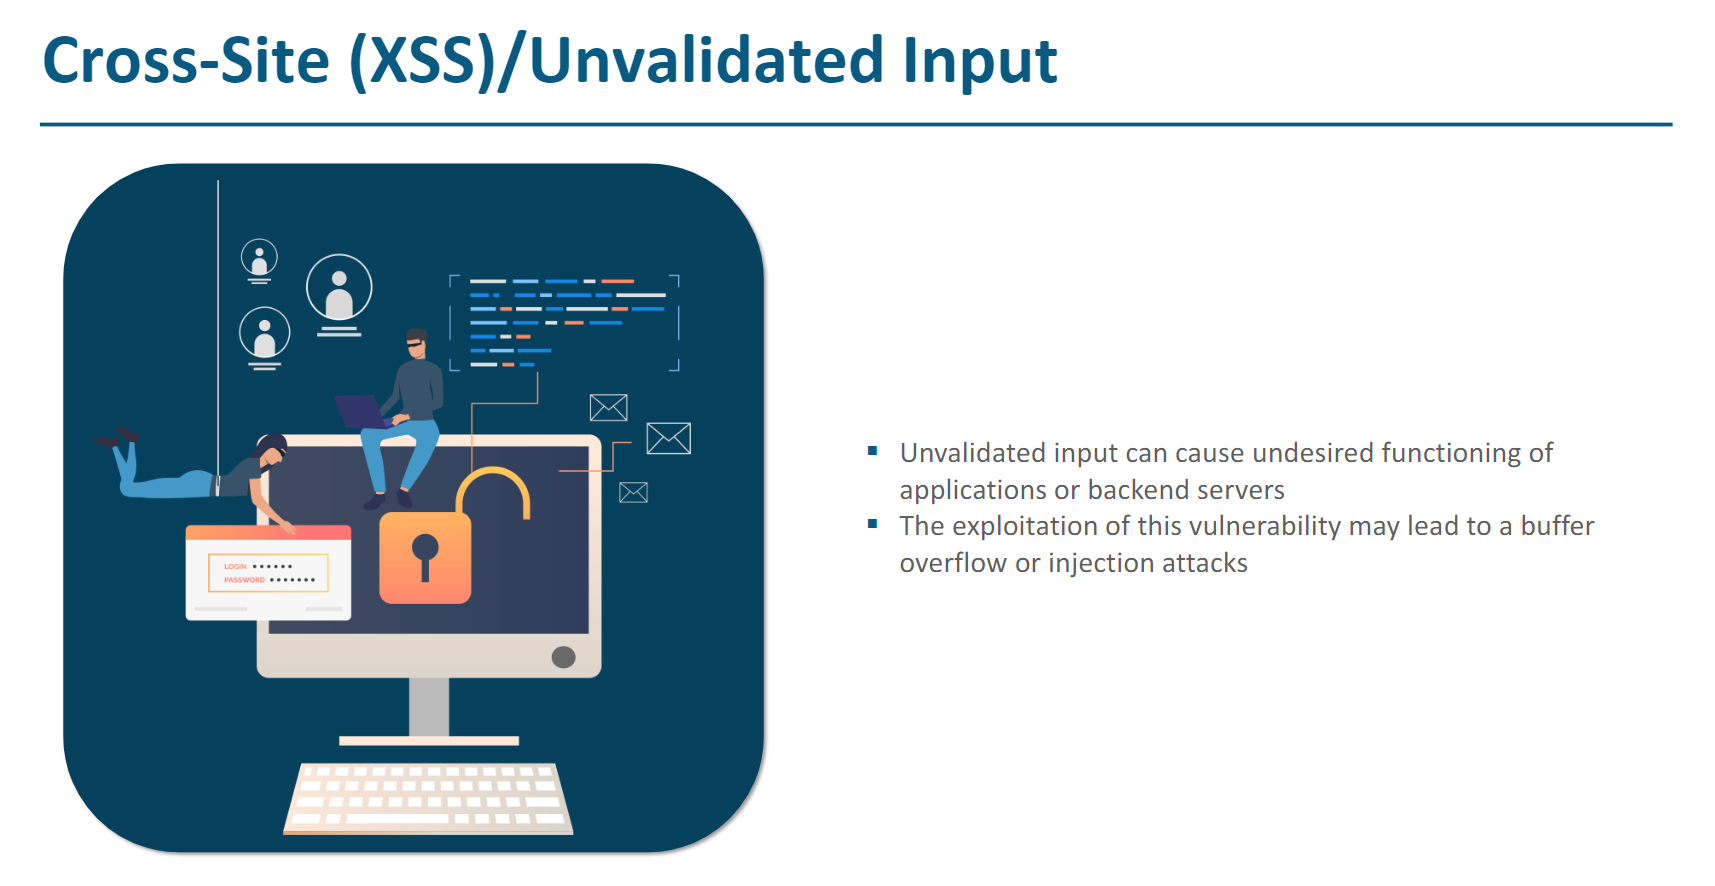 Cross-Site (XSS)/Unvalidated Input
LOGIN ••••••
PASSWORD •••••••
▪ Unvalidated input can cause undesired functioning of
applications or backend servers
▪ The exploitation of this vulnerability may lead to a buffer
overflow or injection attacks